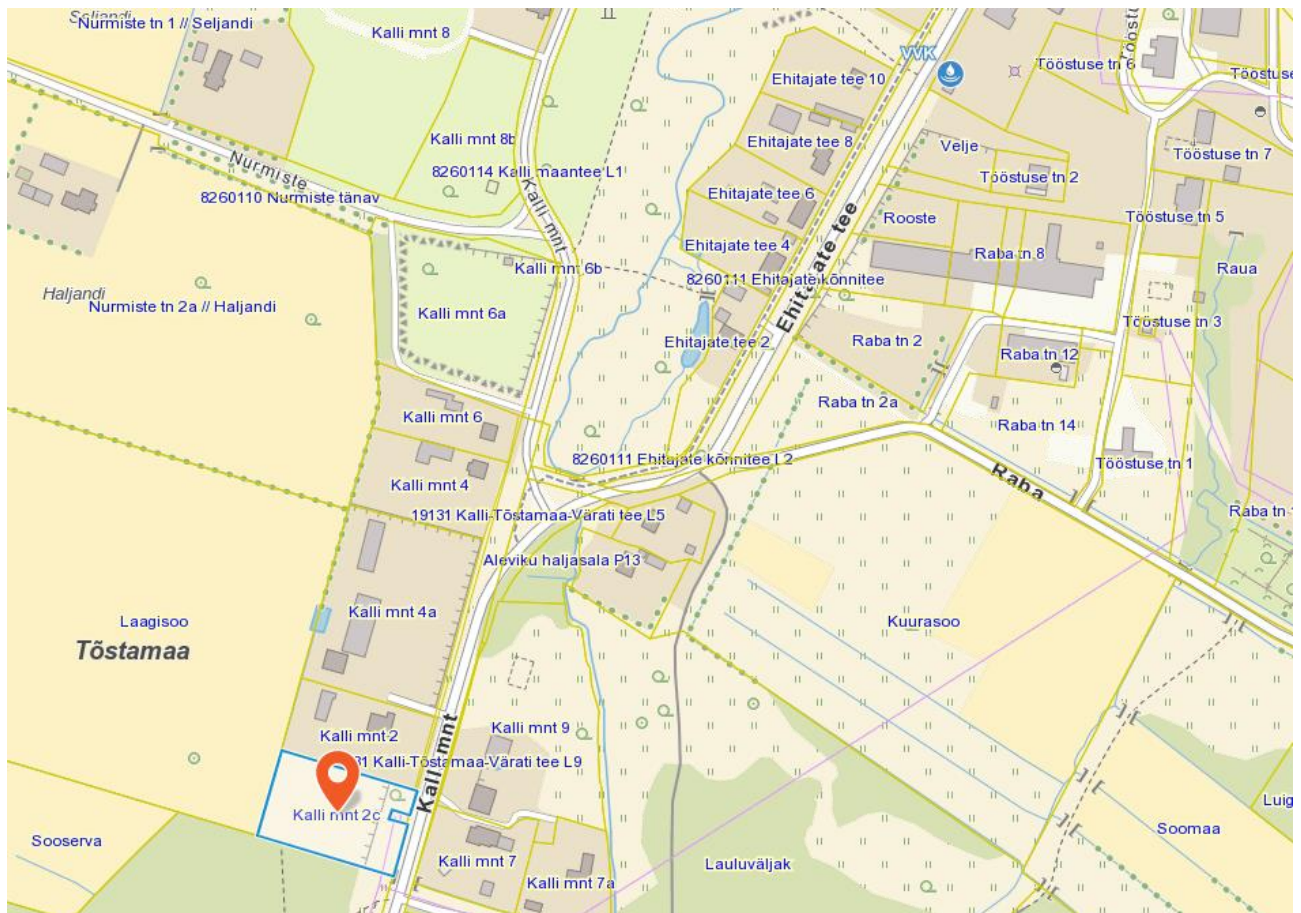 Seljandi
Nurmiste tn 1 // Seljandi
Kalli mnt 8
VVK
Ehitajate tee 10
Tööstuse tn 6
Tööstuse
Kalli mnt 8b
Ehitajate tee 8
Velje
Tööstuse tn 7
Nurmiste
8260114 Kalli maantee L1
Tööstuse tn 2
8260110 Nurmiste tänav
Kalli mnt
Ehitajate tee 6
Rooste
Tööstuse tn 5
Ehitajate tee 4
Ehitajate tee
Raba tn 8
Kalli mnt 6b
8260111 Ehitajate kõnnitee
Raua
Haljandi
Nurmiste tn 2a // Haljandi
Kalli mnt 6a
Ehitajate tee 2
Raba tn 2
Tööstuse tn 3
Raba tn 12
Kalli mnt 6
Raba tn 2a
Raba tn 14
8260111 Ehitajate kõnnitee L2
Raba
Tööstuse tn 1
Kalli mnt 4
19131 Kalli-Tõstamaa-Värati tee L5
Raba tn
Aleviku haljasala P13
Laagisoo
Kalli mnt 4a
Kuurasoo
Tõstamaa
Kalli mnt
Kalli mnt 2
Kalli mnt 9
31 Kalli-Tõstamaa-Värati tee L9
Kalli mnt 2c
Luig
Sooserva
Soomaa
Kalli mnt 7
Lauluväljak
Kalli mnt 7a